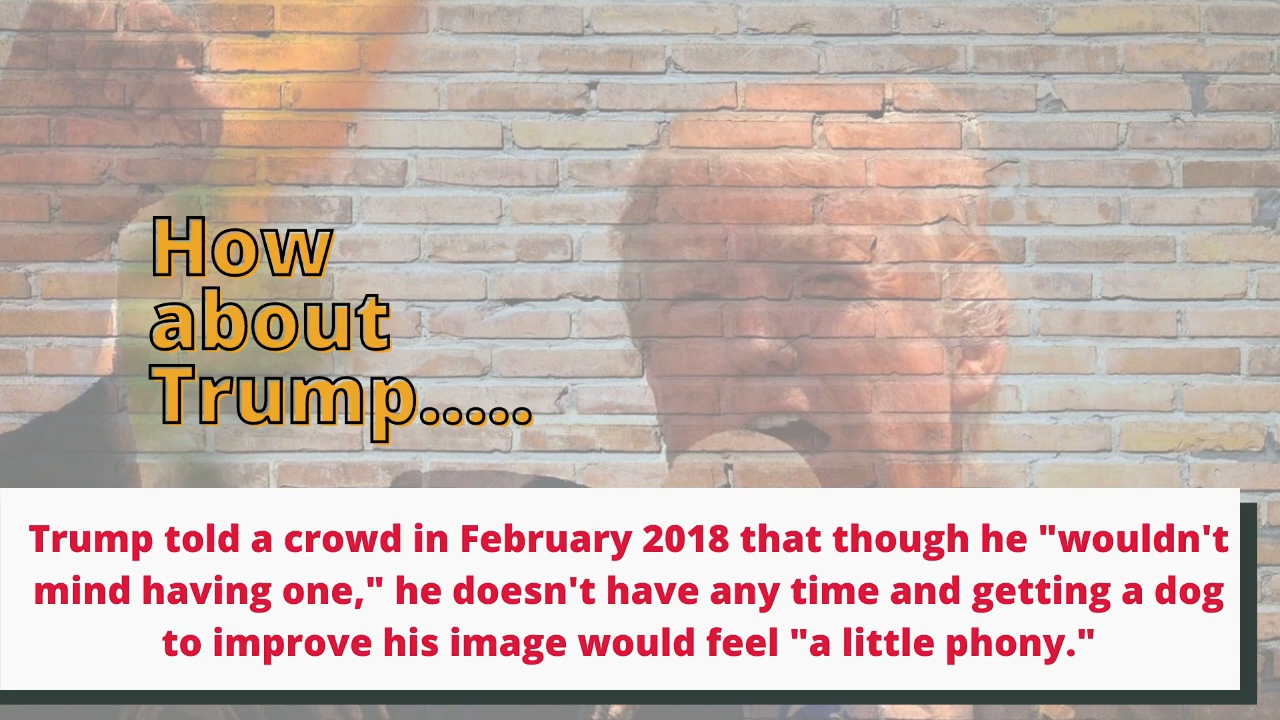 How
about
Trump.....
Trump told a crowd in February 2018 that though he "wouldn't
mind having one," he doesn't have any time and getting a dog
to improve his image would feel "a little phony."